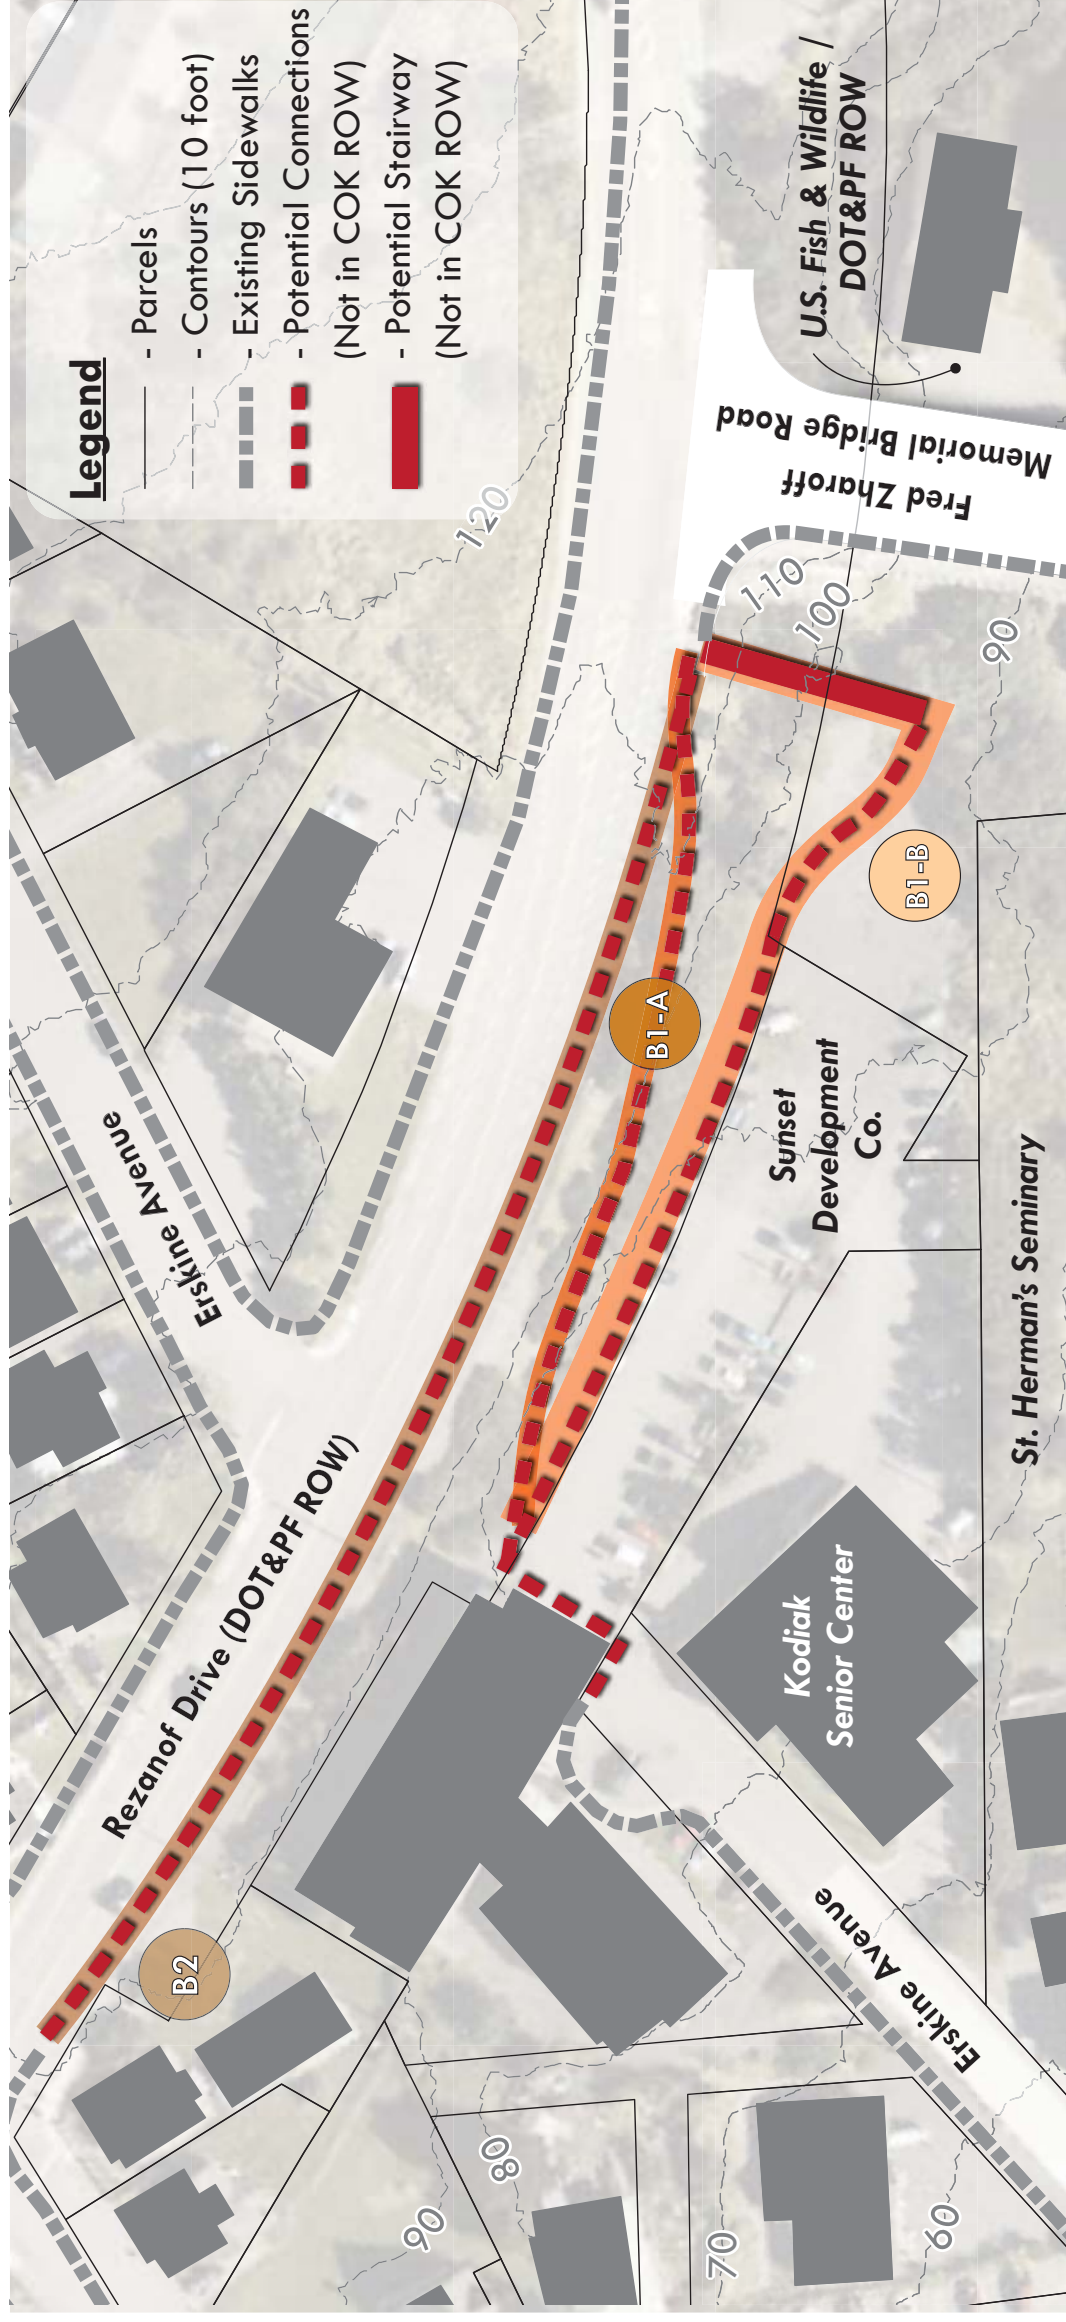 Legend
- Parcels
- Contours (10 foot)
- Existing Sidewalks
- Potential Connections
(Not in COK ROW)
- Potential Stairway
(Not in COK ROW)
120
Erskine Avenue
Rezanof Drive (DOT&PF ROW)
B2
B1-A
B1-B
110
100
90
Fred Zharoff
Memorial Bridge Road
U.S. Fish & Wildlife /
DOT&PF ROW
Sunset
Development
Co.
St. Herman's Seminary
Kodiak
Senior Center
Erskine Avenue
90
80
70
60